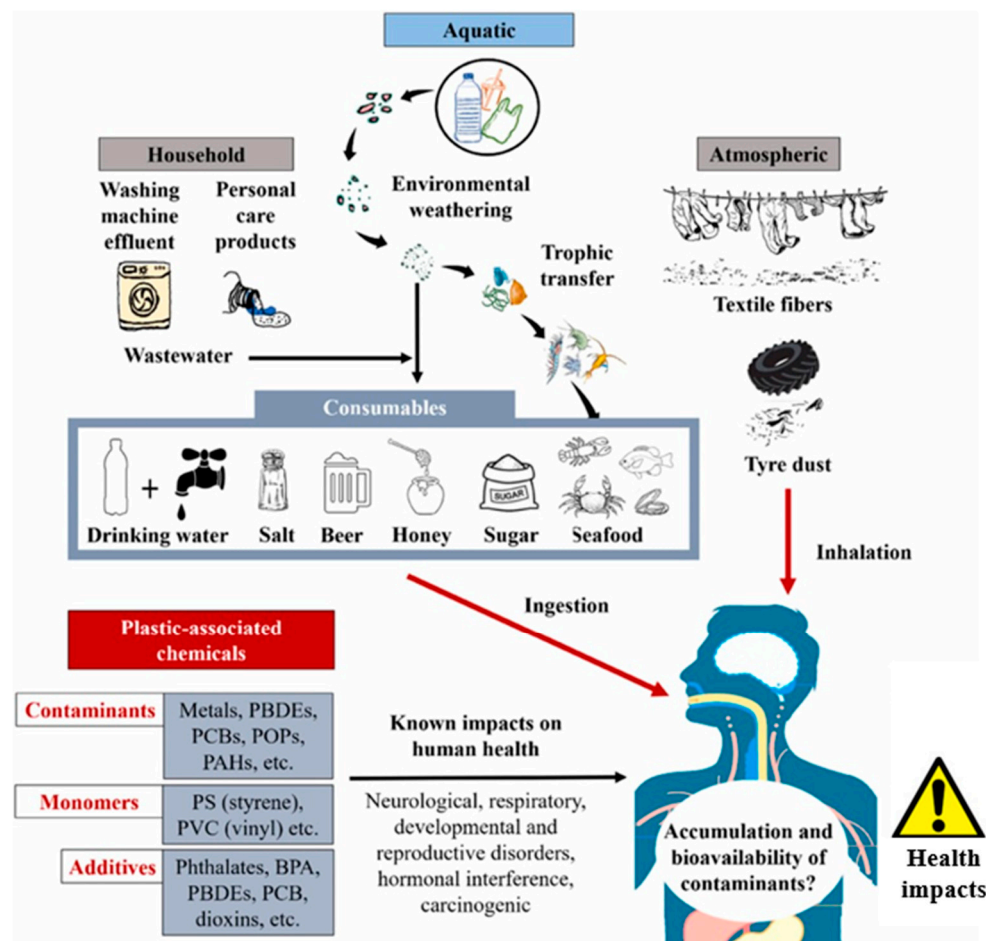 Aquatic
Household
Washing
machine
effluent
Personal
care
products
Wastewater
Environmental
weathering
Trophic
transfer
Atmospheric
Textile fibers
Tyre dust
Consumables
+
SUGAR
Drinking water
Salt
Beer
Honey
Sugar
Seafood
Inhalation
Ingestion
Plastic-associated
chemicals
Contaminants
Metals, PBDEs,
PCBs, POPs,
PAHs, etc.
Monomers
PS (styrene),
PVC (vinyl) etc.
Additives
Phthalates, BPA,
PBDEs, PCB,
dioxins, etc.
Known impacts on
human health
Neurological, respiratory,
developmental and
reproductive disorders,
hormonal interference,
carcinogenic
Accumulation and
bioavailability of
contaminants?
!
Health
impacts